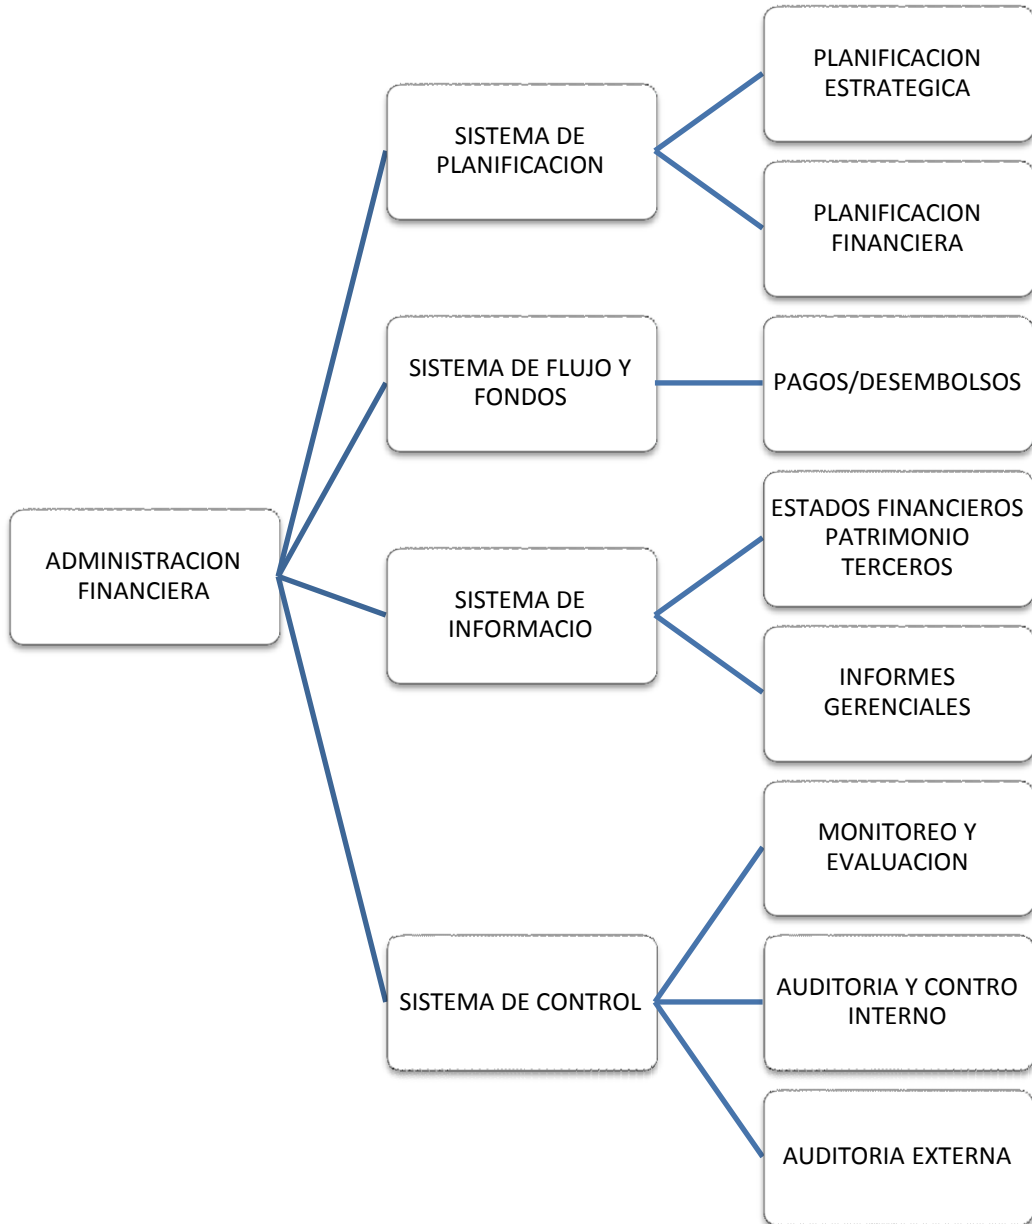 PLANIFICACION
ESTRATEGICA
SISTEMA DE
PLANIFICACION
PLANIFICACION
FINANCIERA
SISTEMA DE FLUJO Y
FONDOS
PAGOS/DESEMBOLSOS
ADMINISTRACION
FINANCIERA
ESTADOS FINANCIEROS
PATRIMONIO
TERCEROS
SISTEMA DE
INFORMACIO
INFORMES
GERENCIALES
MONITOREO Y
EVALUACION
SISTEMA DE CONTROL
AUDITORIA Y CONTRO
INTERNO
AUDITORIA EXTERNA